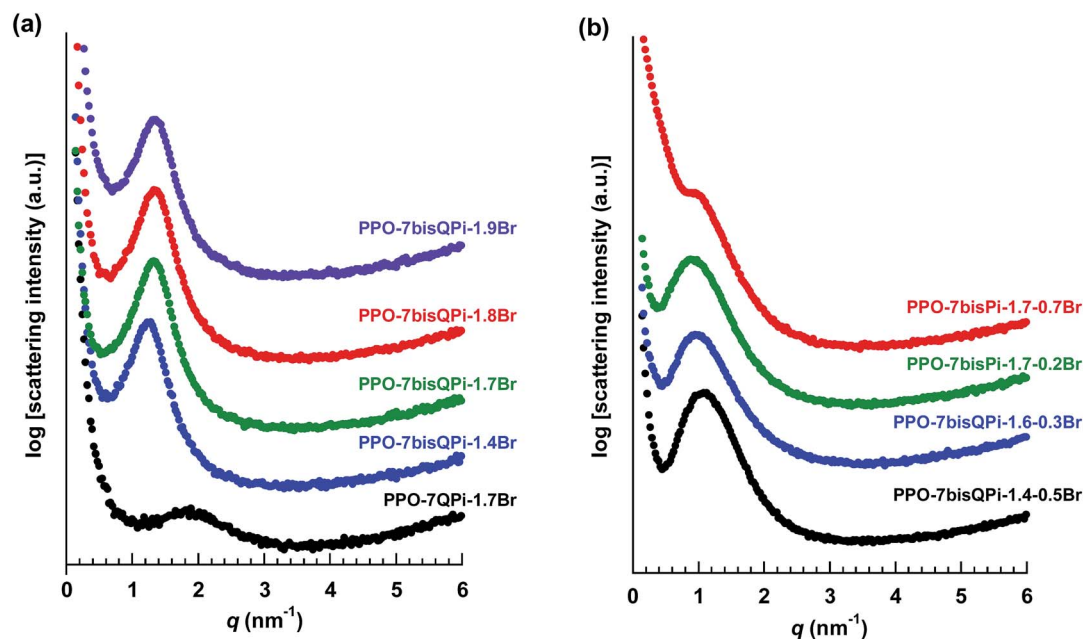 (a)
log [scattering intensity (a.u.)]
PPO-7bisQPi-1.9Br
PPO-7bisQPi-1.8Br
PPO-7bisQPi-1.7Br
PPO-7bisQPi-1.4Br
PPO-7QPi-1.7Br
0 1 2 3 4 5 6
q (nm⁻¹)
(b)
log [scattering intensity (a.u.)]
PPO-7bisPi-1.7-0.7Br
PPO-7bisPi-1.7-0.2Br
PPO-7bisQPi-1.6-0.3Br
PPO-7bisQPi-1.4-0.5Br
0 1 2 3 4 5 6
q (nm⁻¹)